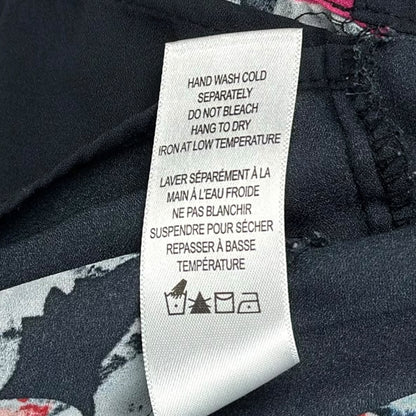 HAND WASH COLD
SEPARATELY
DO NOT BLEACH
HANG TO DRY
IRON AT LOW TEMPERATURE
LAVER SÉPARÉMENT À LA
MAIN À L'EAU FROIDE
NE PAS BLANCHIR
SUSPENDRE POUR SÉCHER
REPASSER À BASSE
TEMPÉRATURE